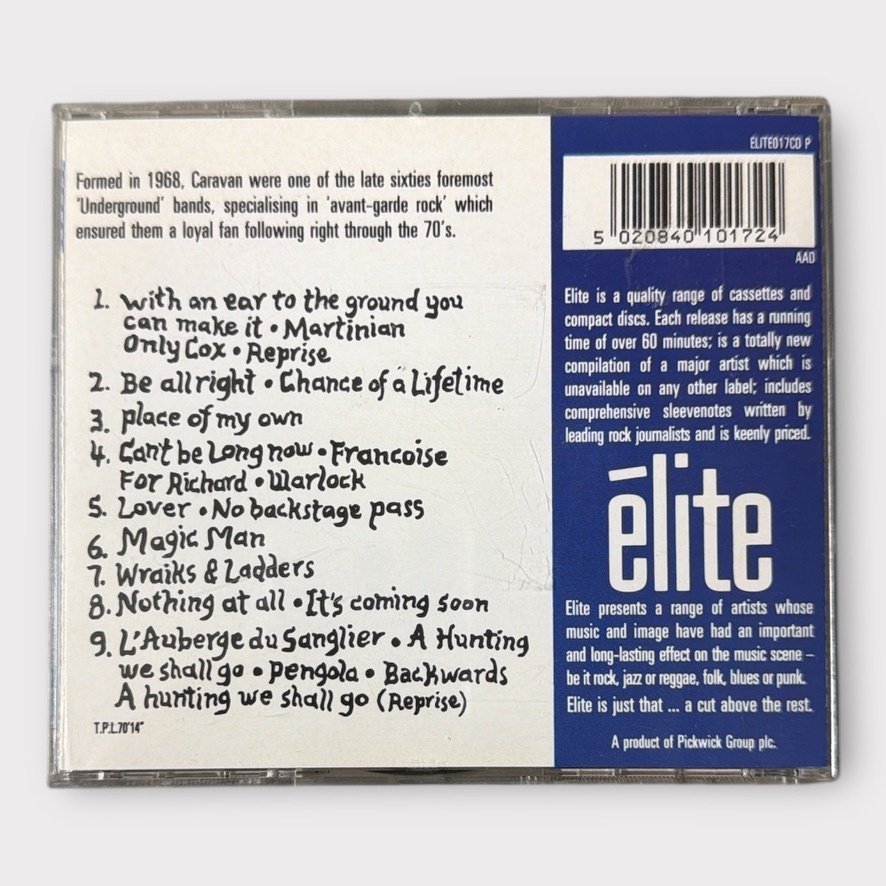 ELITE017CD P
5 020840 101724
AAD
Formed in 1968, Caravan were one of the late sixties foremost
'Underground' bands, specialising in 'avant-garde rock' which
ensured them a loyal fan following right through the 70's.
1. with an ear to the ground you
can make it • Martinian
Only Cox • Reprise
2. Be allright • Chance of a Lifetime
3. place of my own
4. Can't be Long now • Francoise
For Richard • Warlock
5. Lover • No backstage pass
6. Magic Man
7. Wraiks & Ladders
8. Nothing at all • It's coming soon
9. L'Auberge du Sanglier • A Hunting
we shall go • pengola • Backwards
A hunting we shall go (Reprise)
T.P.L.70'14"
Elite is a quality range of cassettes and
compact discs. Each release has a running
time of over 60 minutes; is a totally new
compilation of a major artist which is
unavailable on any other label; includes
comprehensive sleevenotes written by
leading rock journalists and is keenly priced.
élite
Elite presents a range of artists whose
music and image have had an important
and long-lasting effect on the music scene –
be it rock, jazz or reggae, folk, blues or punk.
Elite is just that ... a cut above the rest.
A product of Pickwick Group plc.